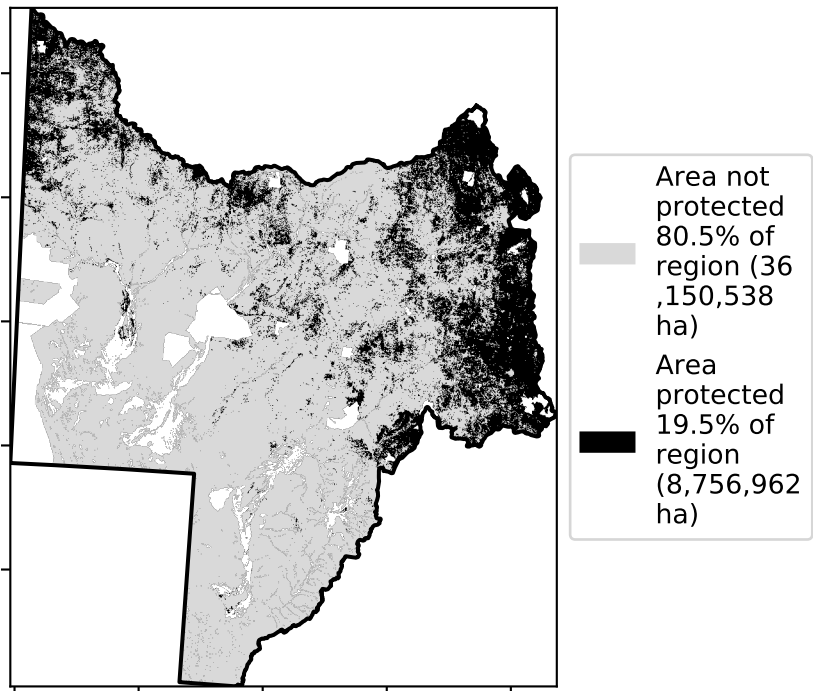 Area not
protected
80.5% of
region (36
,150,538
ha)
Area
protected
19.5% of
region
(8,756,962
ha)